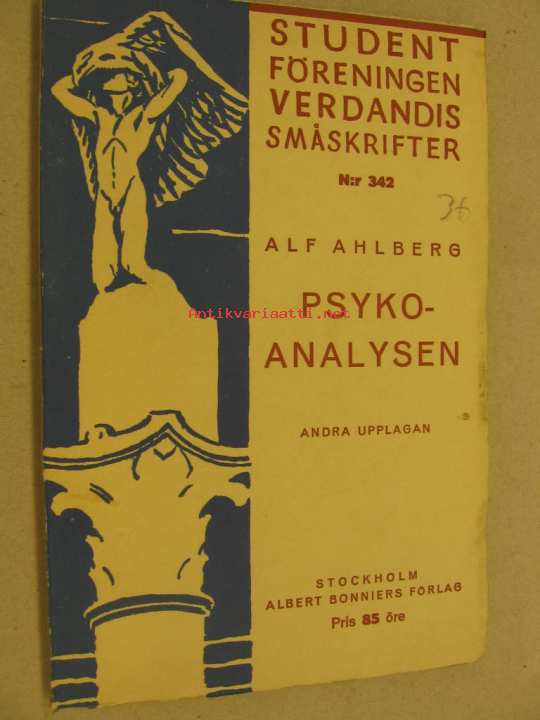 STUDENT
FÖRENINGEN
VERDANDIS
SMÅSKRIFTER
N:r 342
36
ALF AHLBERG
PSYKO-
Antikvariaatti.net
ANALYSEN
ANDRA UPPLAGAN
STOCKHOLM
ALBERT BONNIERS FÖRLAG
Pris 85 öre